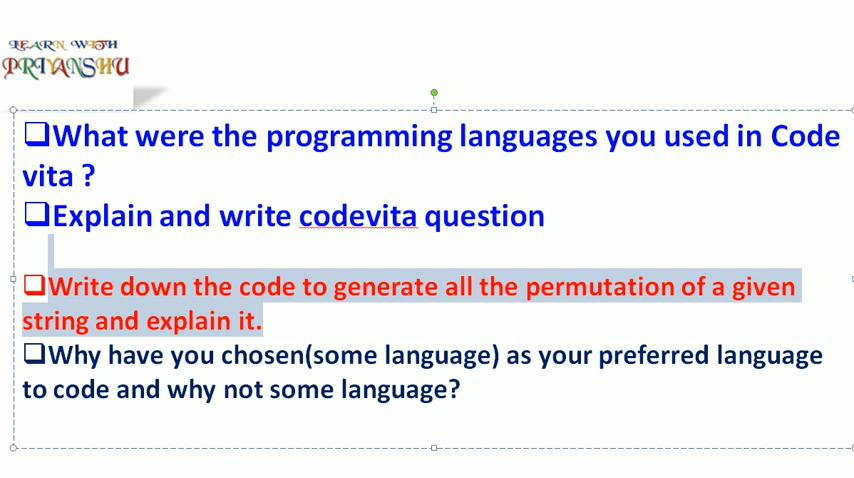 LEARN WITH
PRIYANSHU
❑What were the programming languages you used in Code
vita ?
❑Explain and write codevita question
❑Write down the code to generate all the permutation of a given
string and explain it.
❑Why have you chosen(some language) as your preferred language
to code and why not some language?